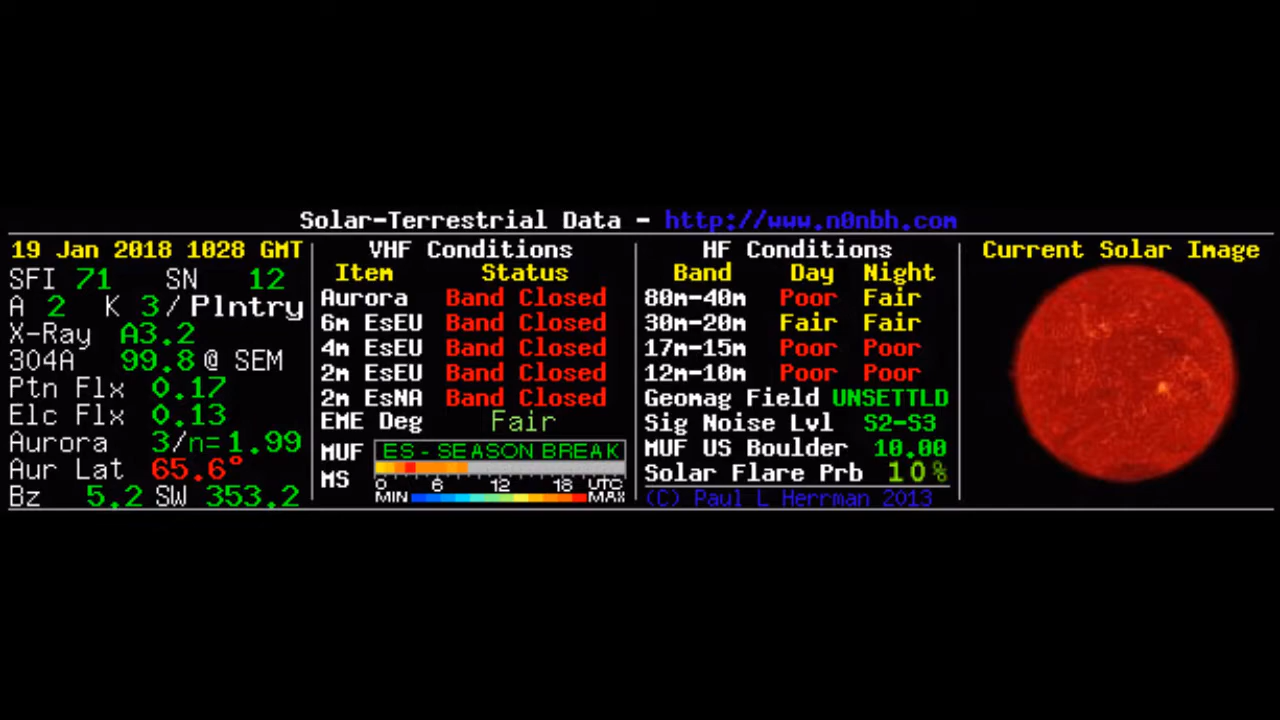 Solar-Terrestrial Data - http://www.n0nbh.com
19 Jan 2018 1028 GMT
SFI 71 SN 12
A 2 K 3/Plntry
X-Ray A3.2
304A 99.8 @ SEM
Ptn Flx 0.17
Elc Flx 0.13
Aurora 3/n=1.99
Aur Lat 65.6°
Bz 5.2 SW 353.2
VHF Conditions
Item Status
Aurora Band Closed
6m EsEU Band Closed
4m EsEU Band Closed
2m EsEU Band Closed
2m EsNA Band Closed
EME Deg Fair
MUF ES - SEASON BREAK
MS
0 6 12 18 UTC
MIN MAX
HF Conditions
Band Day Night
80m-40m Poor Fair
30m-20m Fair Fair
17m-15m Poor Poor
12m-10m Poor Poor
Geomag Field UNSETTLD
Sig Noise Lvl S2-S3
MUF US Boulder 10.00
Solar Flare Prb 10%
(C) Paul L Herrman 2013
Current Solar Image